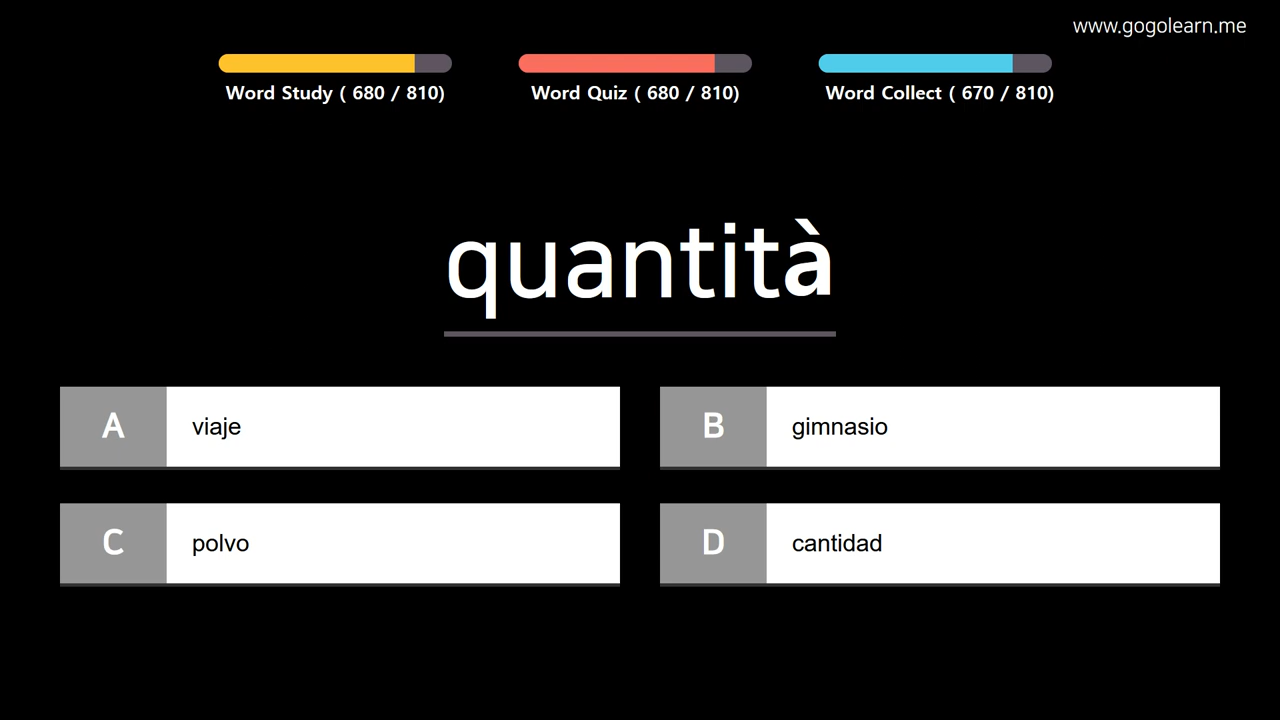 www.gogolearn.me
Word Study ( 680 / 810)
Word Quiz ( 680 / 810)
Word Collect ( 670 / 810)
quantità
A viaje
B gimnasio
C polvo
D cantidad